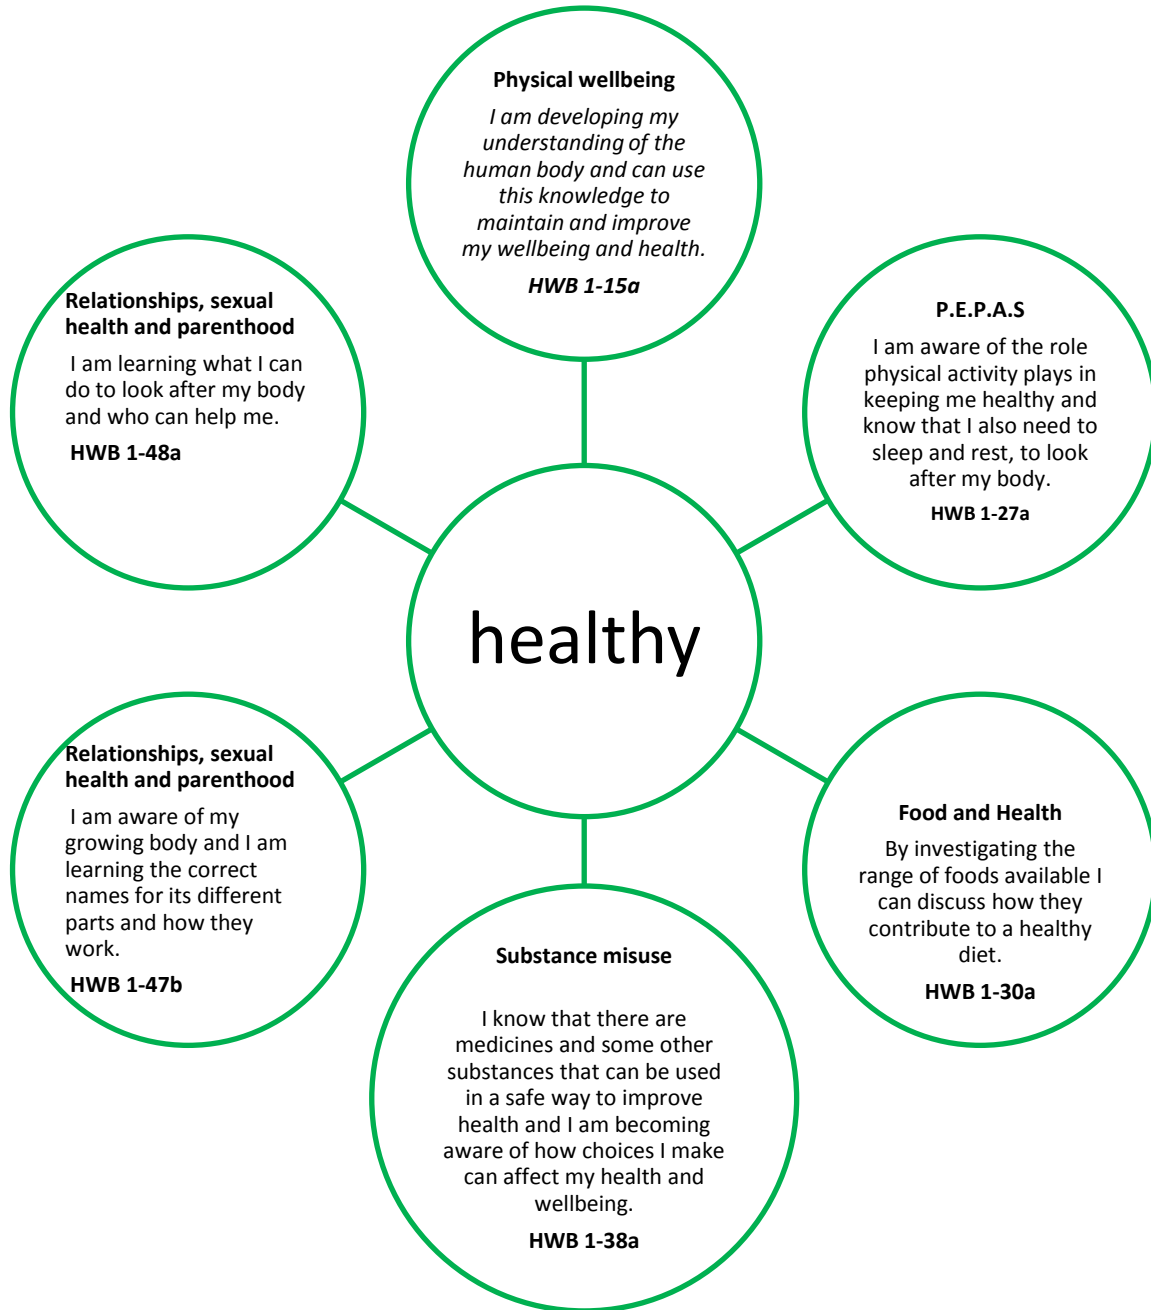 Physical wellbeing
I am developing my
understanding of the
human body and can use
this knowledge to
maintain and improve
my wellbeing and health.
HWB 1-15a
Relationships, sexual
health and parenthood
I am learning what I can
do to look after my body
and who can help me.
HWB 1-48a
P.E.P.A.S
I am aware of the role
physical activity plays in
keeping me healthy and
know that I also need to
sleep and rest, to look
after my body.
HWB 1-27a
healthy
Relationships, sexual
health and parenthood
I am aware of my
growing body and I am
learning the correct
names for its different
parts and how they
work.
HWB 1-47b
Food and Health
By investigating the
range of foods available I
can discuss how they
contribute to a healthy
diet.
HWB 1-30a
Substance misuse
I know that there are
medicines and some other
substances that can be used
in a safe way to improve
health and I am becoming
aware of how choices I make
can affect my health and
wellbeing.
HWB 1-38a